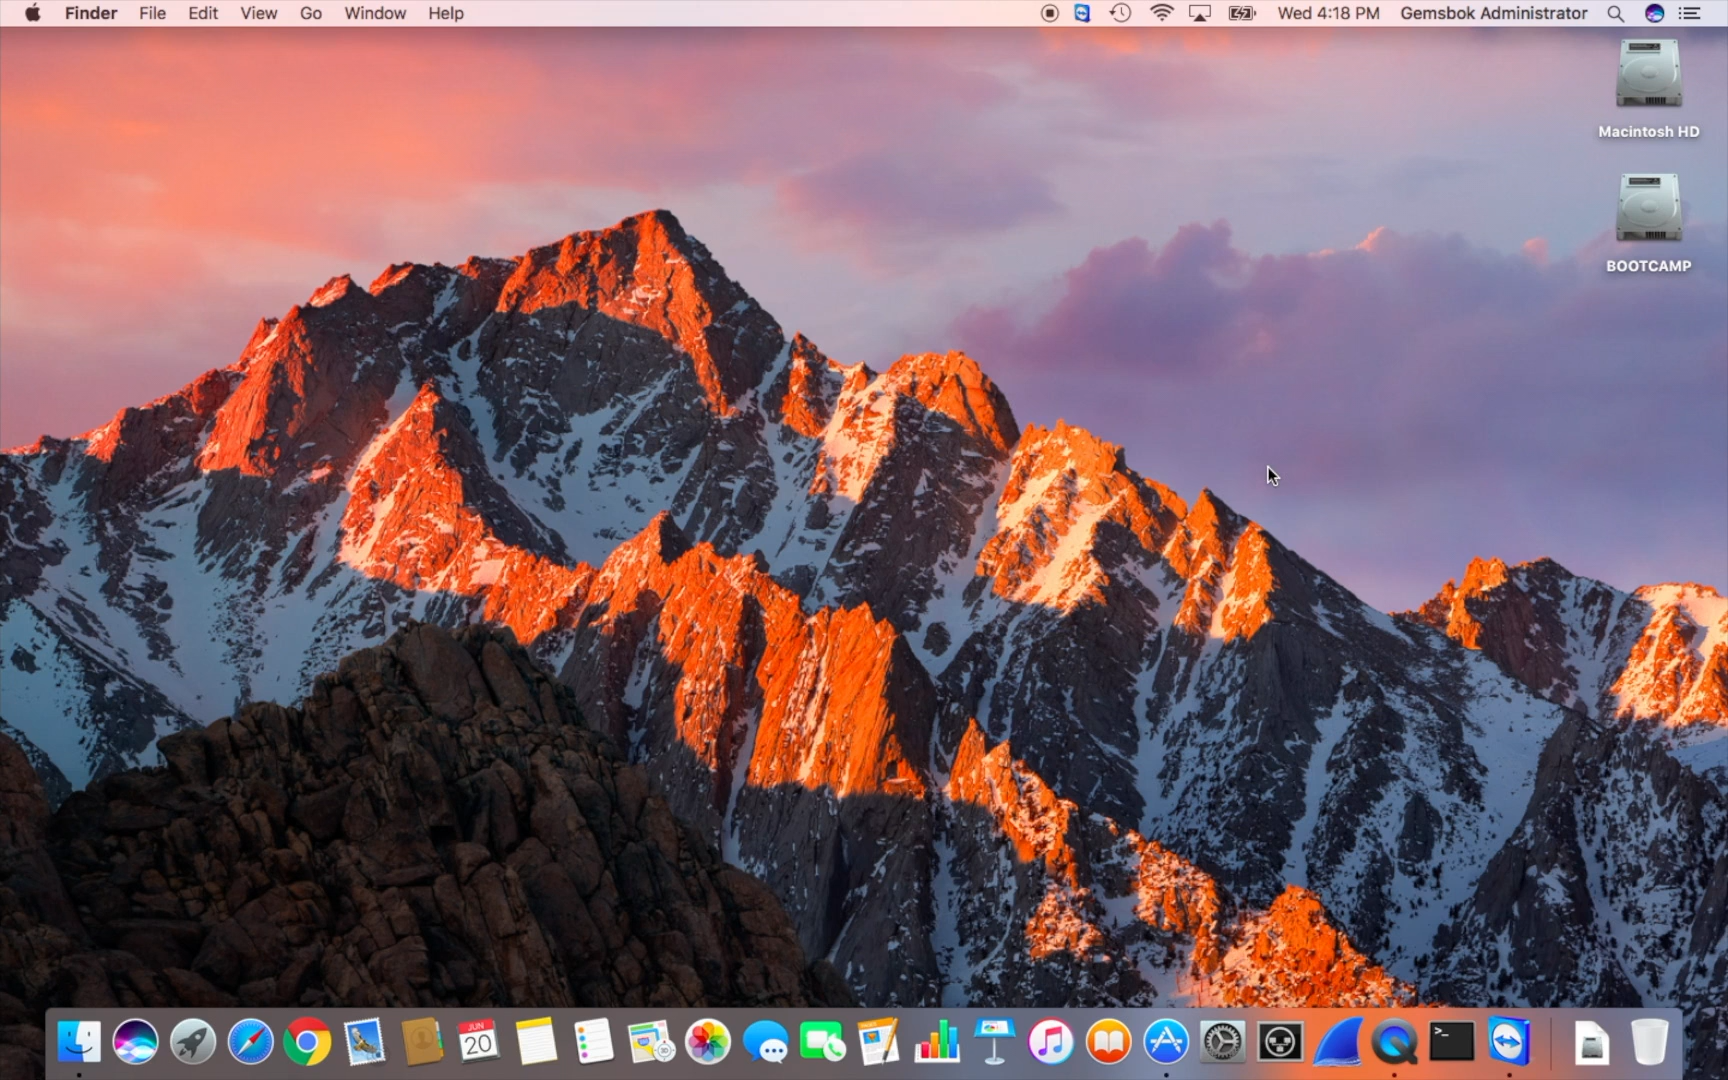 Finder File Edit View Go Window Help Wed 4:18 PM Gemsbok Administrator
Macintosh HD
BOOTCAMP
JUN
20
>_